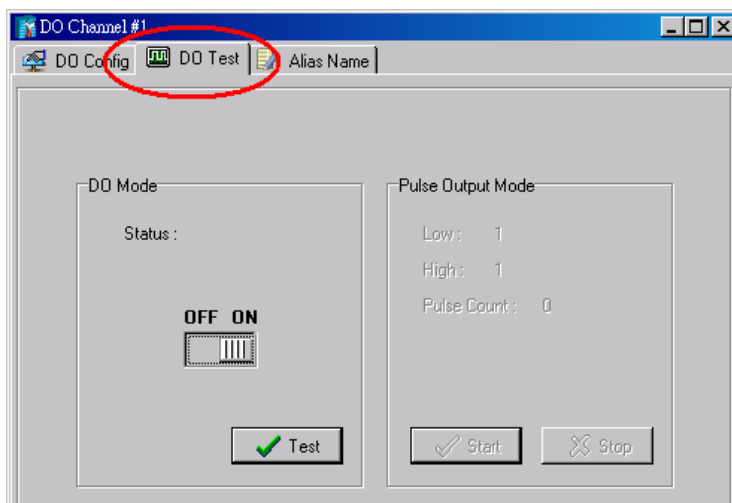 DO Channel #1
DO Config DO Test Alias Name
DO Mode
Status :
OFF ON
Test
Pulse Output Mode
Low : 1
High : 1
Pulse Count : 0
Start Stop